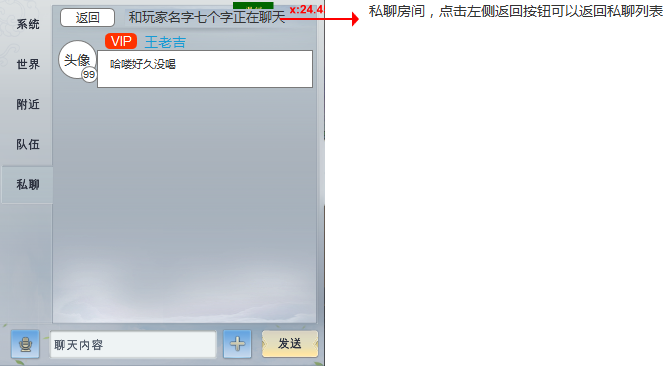 系统
世界
附近
队伍
私聊
返回
和玩家名字七个字正在聊天
x:24.4
私聊房间，点击左侧返回按钮可以返回私聊列表
头像
99
VIP 王老吉
哈喽好久没喝
聊天内容
发送